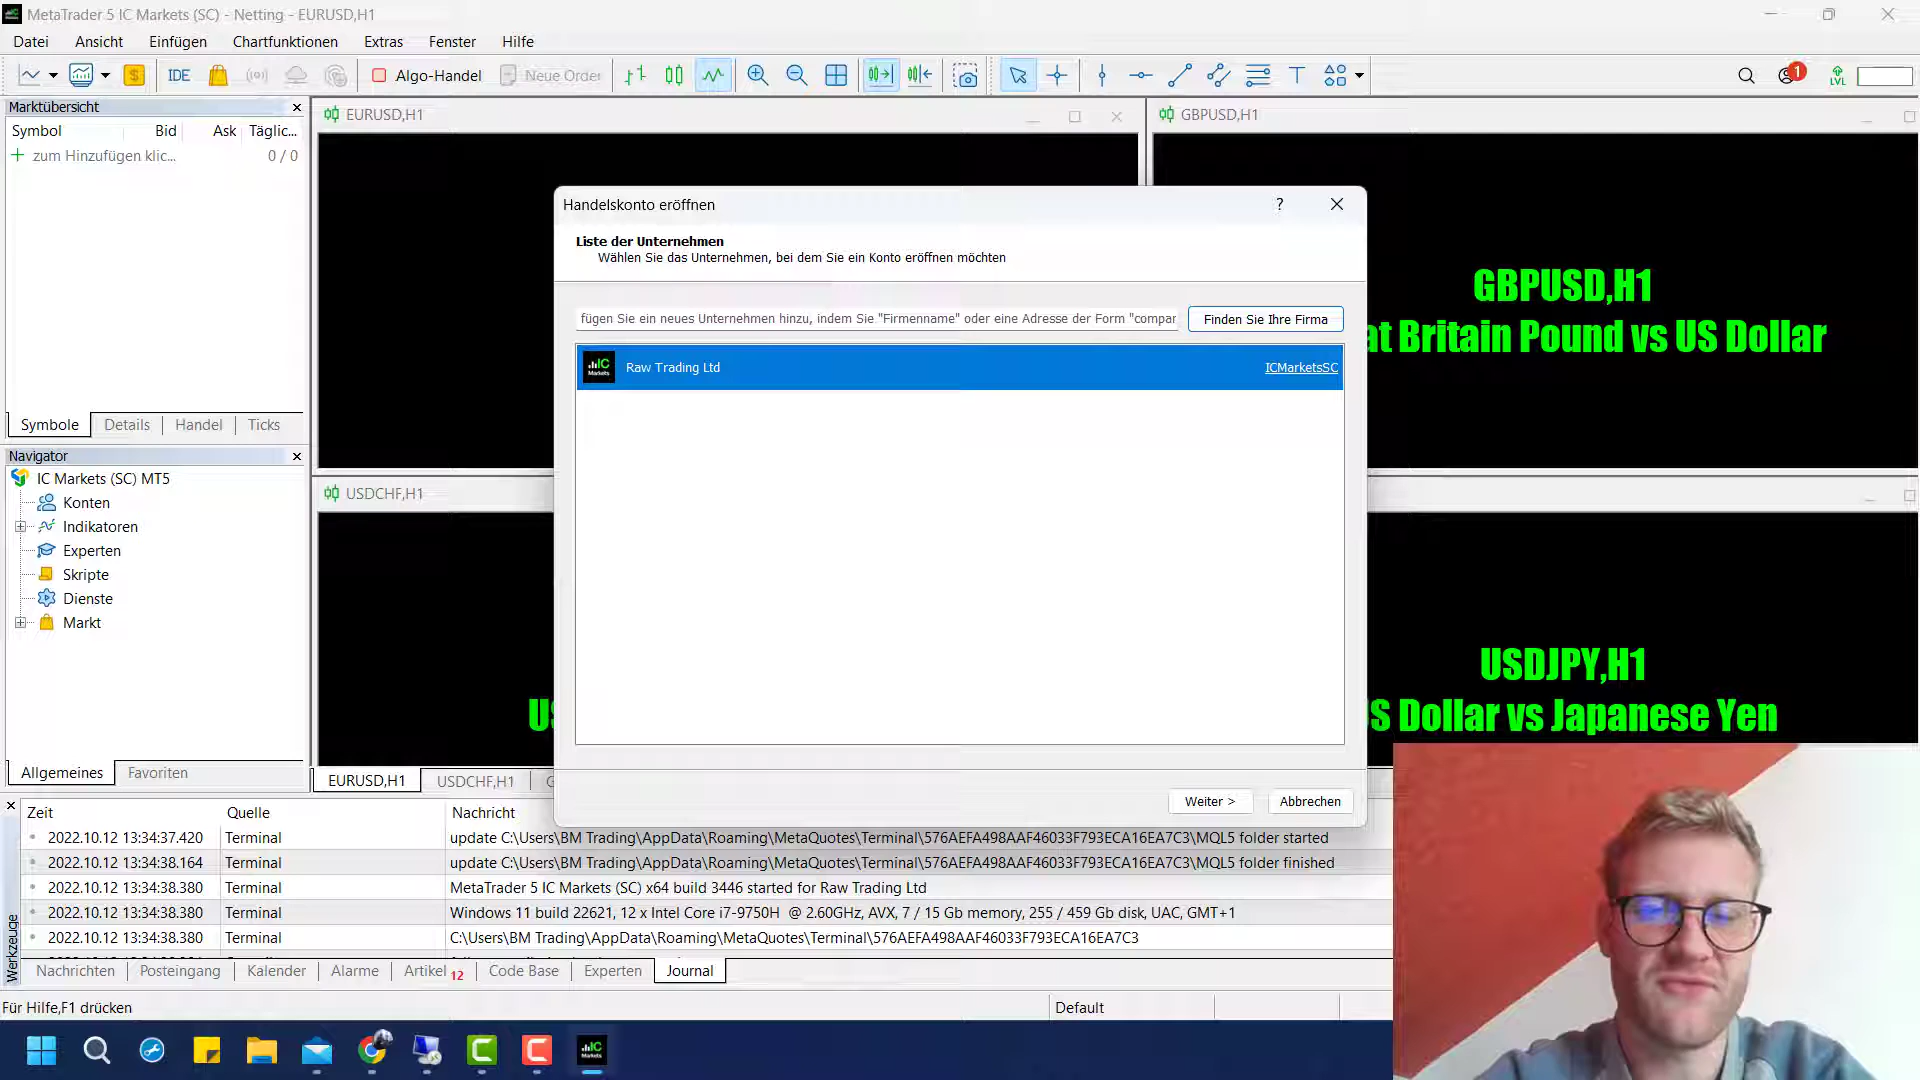 MetaTrader 5 IC Markets (SC) - Netting - EURUSD,H1
Datei Ansicht Einfügen Chartfunktionen Extras Fenster Hilfe
IDE Algo-Handel Neue Order 1 LVL
Marktübersicht
Symbol Bid Ask Täglic...
zum Hinzufügen klic... 0 / 0
Symbole Details Handel Ticks
Navigator
IC Markets (SC) MT5
Konten
Indikatoren
Experten
Skripte
Dienste
Markt
Allgemeines Favoriten
EURUSD,H1
GBPUSD,H1
GBPUSD,H1
at Britain Pound vs US Dollar
USDCHF,H1
USDJPY,H1
S Dollar vs Japanese Yen
EURUSD,H1 USDCHF,H1
Handelskonto eröffnen
Liste der Unternehmen
Wählen Sie das Unternehmen, bei dem Sie ein Konto eröffnen möchten
fügen Sie ein neues Unternehmen hinzu, indem Sie "Firmenname" oder eine Adresse der Form "compar
Finden Sie Ihre Firma
IC Markets Raw Trading Ltd ICMarketsSC
Weiter > Abbrechen
Zeit Quelle Nachricht
2022.10.12 13:34:37.420 Terminal update C:\Users\BM Trading\AppData\Roaming\MetaQuotes\Terminal\576AEFA498AAF46033F793ECA16EA7C3\MQL5 folder started
2022.10.12 13:34:38.164 Terminal update C:\Users\BM Trading\AppData\Roaming\MetaQuotes\Terminal\576AEFA498AAF46033F793ECA16EA7C3\MQL5 folder finished
2022.10.12 13:34:38.380 Terminal MetaTrader 5 IC Markets (SC) x64 build 3446 started for Raw Trading Ltd
2022.10.12 13:34:38.380 Terminal Windows 11 build 22621, 12 x Intel Core i7-9750H @ 2.60GHz, AVX, 7 / 15 Gb memory, 255 / 459 Gb disk, UAC, GMT+1
2022.10.12 13:34:38.380 Terminal C:\Users\BM Trading\AppData\Roaming\MetaQuotes\Terminal\576AEFA498AAF46033F793ECA16EA7C3
Werkzeuge
Nachrichten Posteingang Kalender Alarme Artikel 12 Code Base Experten Journal
Für Hilfe,F1 drücken Default
IC Markets